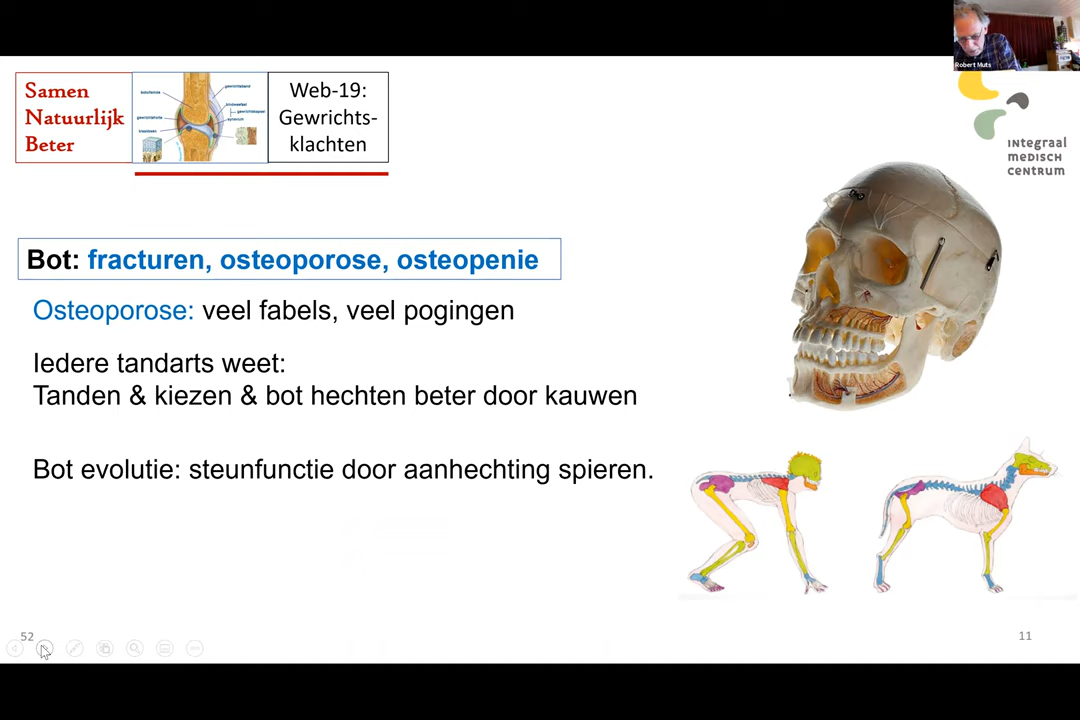 Robert Muts
Samen
Natuurlijk
Beter
Web-19:
Gewrichts-
klachten
INTEGRAAL
MEDISCH
CENTRUM
Bot: fracturen, osteoporose, osteopenie
Osteoporose: veel fabels, veel pogingen
Iedere tandarts weet:
Tanden & kiezen & bot hechten beter door kauwen
Bot evolutie: steunfunctie door aanhechting spieren.
52
11